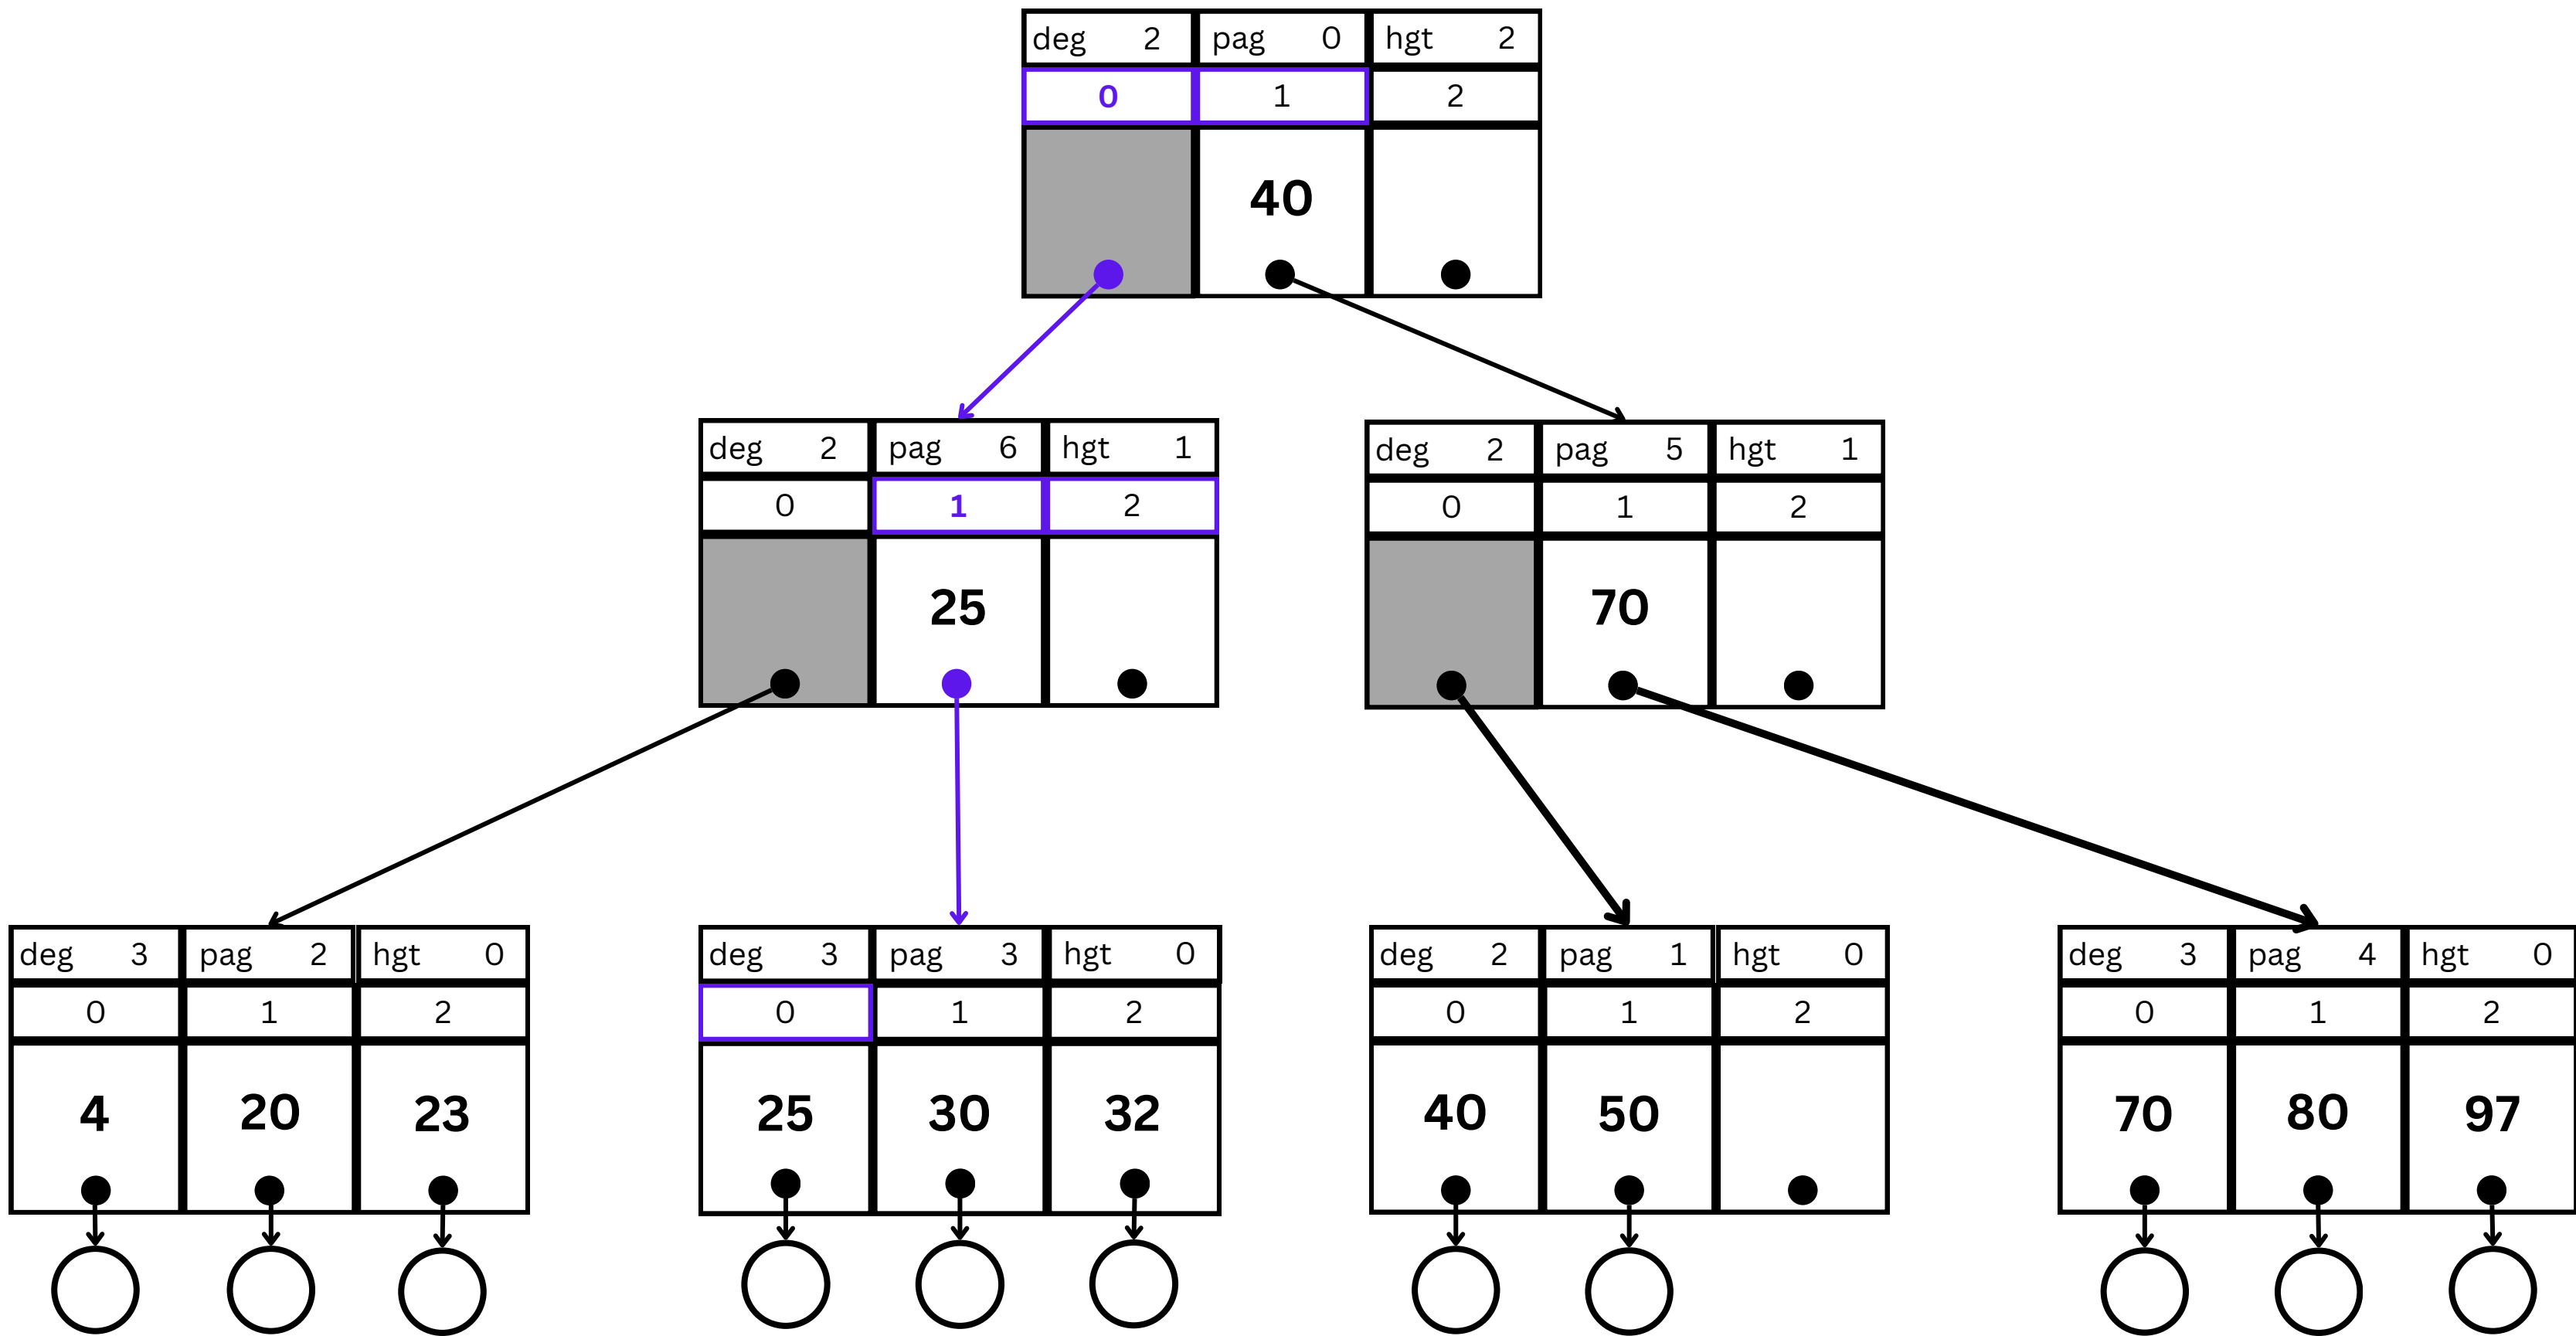 deg 2 pag 0 hgt 2
0 1 2
40
deg 2 pag 6 hgt 1
0 1 2
25
deg 2 pag 5 hgt 1
0 1 2
70
deg 3 pag 2 hgt 0
0 1 2
4 20 23
deg 3 pag 3 hgt 0
0 1 2
25 30 32
deg 2 pag 1 hgt 0
0 1 2
40 50
deg 3 pag 4 hgt 0
0 1 2
70 80 97